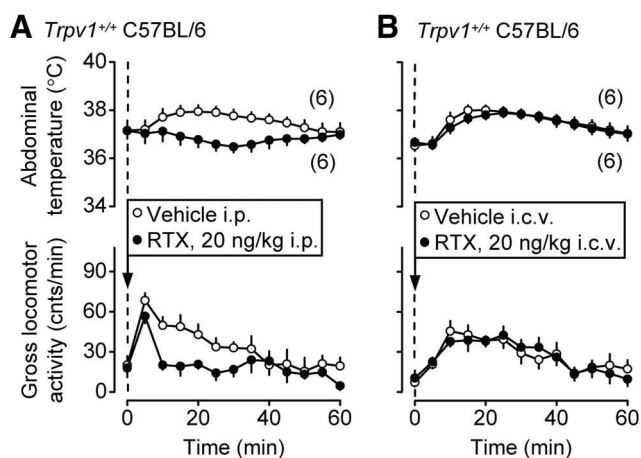 A Trpv1+/+ C57BL/6
Abdominal
temperature (°C)
40
38
36
34
(6)
(6)
Vehicle i.p.
RTX, 20 ng/kg i.p.
Gross locomotor
activity (cnts/min)
90
60
30
0
0 20 40 60
Time (min)
B Trpv1+/+ C57BL/6
(6)
(6)
Vehicle i.c.v.
RTX, 20 ng/kg i.c.v.
0 20 40 60
Time (min)